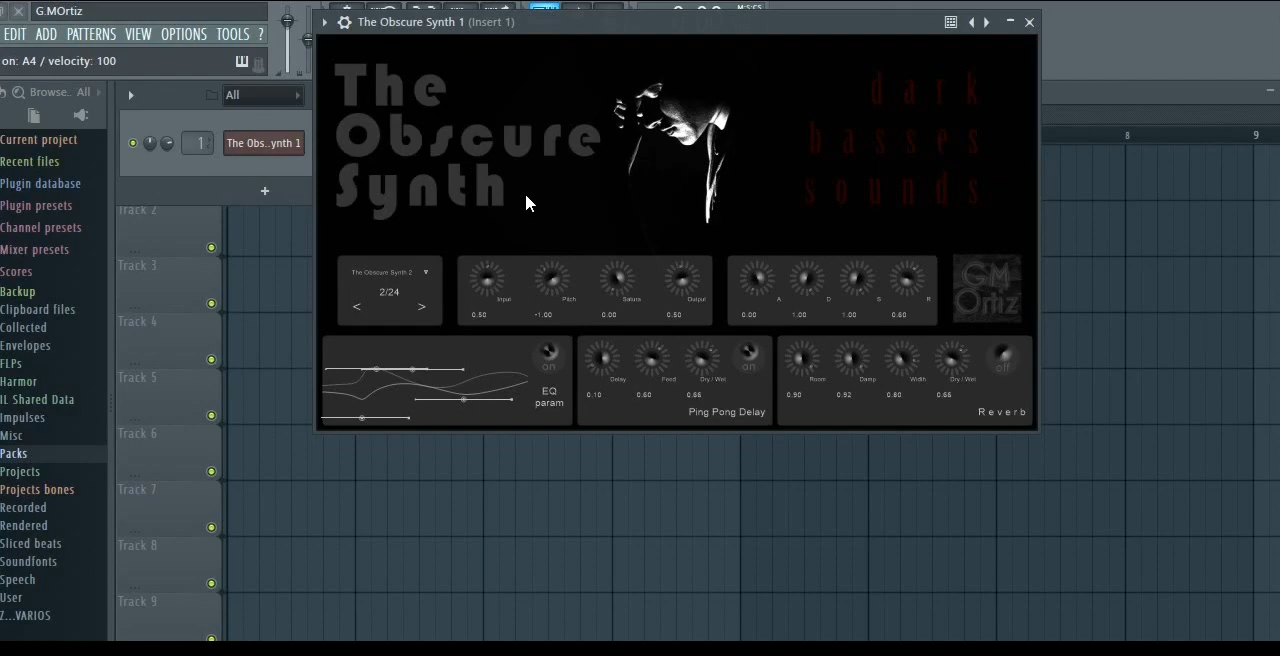 G.MOrtiz
EDIT ADD PATTERNS VIEW OPTIONS TOOLS ?
on: A4 / velocity: 100
Browse.. All
All
The Obscure Synth 1 (Insert 1)
Current project
Recent files
Plugin database
Plugin presets
Channel presets
Mixer presets
Scores
Backup
Clipboard files
Collected
Envelopes
FLPs
Harmor
IL Shared Data
Impulses
Misc
Packs
Projects
Projects bones
Recorded
Rendered
Sliced beats
Soundfonts
Speech
User
Z...VARIOS
1
The Obs..ynth 1
+
Track 2
Track 3
Track 4
Track 5
Track 6
Track 7
Track 8
Track 9
8
9
The
Obscure
Synth
dark
basses
sounds
The Obscure Synth 2
2/24
< >
Input Pitch Satura Output
0.50 -1.00 0.00 0.50
A D S R
0.00 1.00 1.00 0.60
GM
Ortiz
on
EQ
param
Delay Feed Dry / Wet on
0.10 0.60 0.66
Ping Pong Delay
Room Damp Width Dry / Wet off
0.90 0.92 0.80 0.66
Reverb